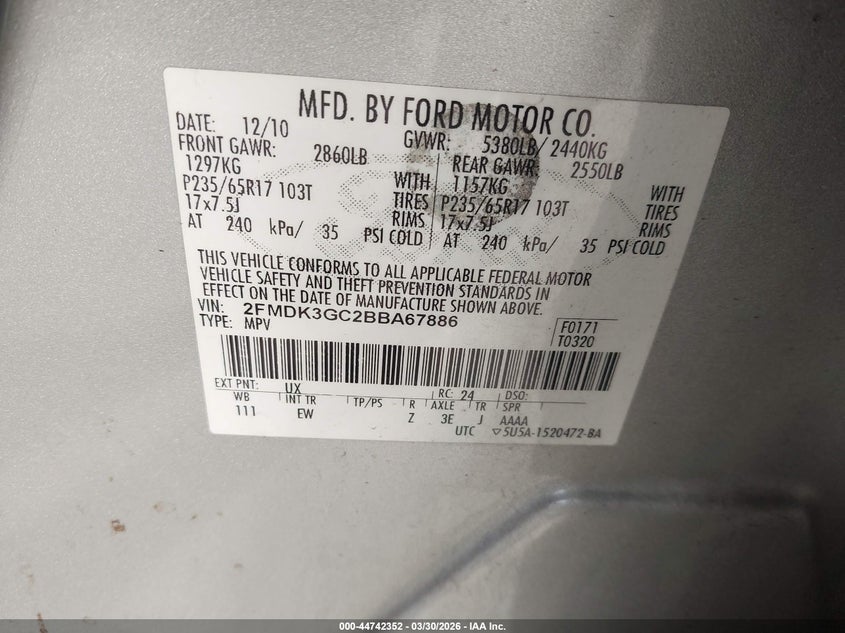 MFD. BY FORD MOTOR CO.
DATE: 12/10 GVWR: 5380LB/ 2440KG
FRONT GAWR: 2860LB REAR GAWR: 2550LB
1297KG WITH 1157KG WITH
P235/65R17 103T TIRES P235/65R17 103T TIRES
17x7.5J RIMS 17x7.5J RIMS
AT 240 kPa/ 35 PSI COLD AT 240 kPa/ 35 PSI COLD
THIS VEHICLE CONFORMS TO ALL APPLICABLE FEDERAL MOTOR
VEHICLE SAFETY AND THEFT PREVENTION STANDARDS IN
EFFECT ON THE DATE OF MANUFACTURE SHOWN ABOVE.
VIN: 2FMDK3GC2BBA67886 F0171
TYPE: MPV T0320
EXT PNT: UX RC: 24 DSO:
WB INT TR TP/PS R AXLE TR SPR
111 EW Z 3E J AAAA
UTC ▽5U5A-1520472-BA
000-44742352 - 03/30/2026 - IAA Inc.